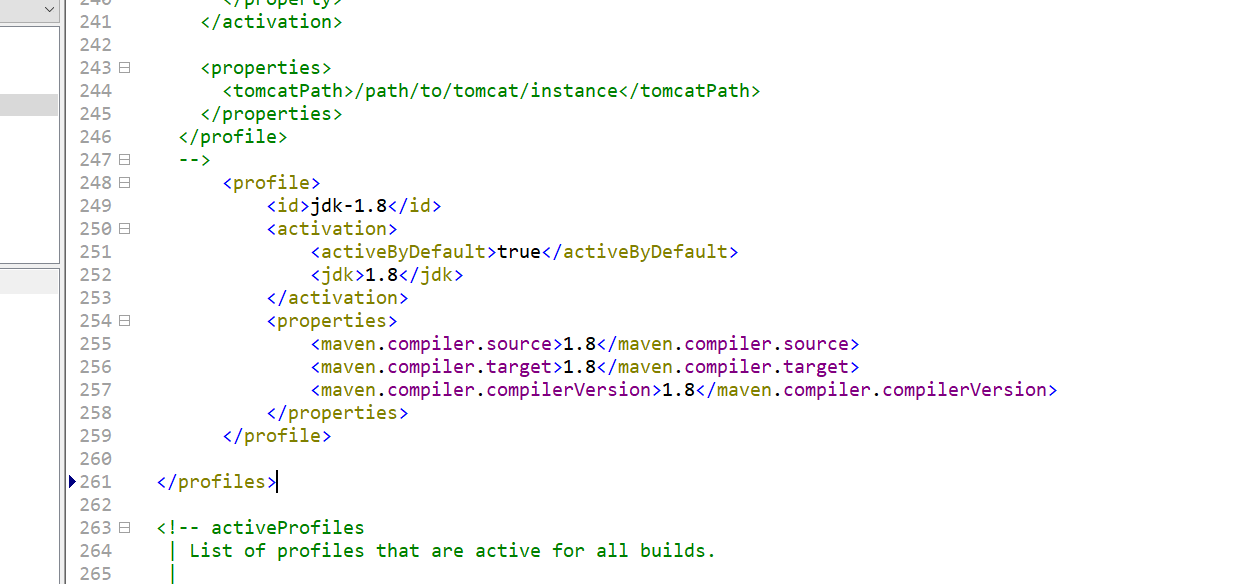 240 </property>
241 </activation>
242
243 <properties>
244 <tomcatPath>/path/to/tomcat/instance</tomcatPath>
245 </properties>
246 </profile>
247 -->
248 <profile>
249 <id>jdk-1.8</id>
250 <activation>
251 <activeByDefault>true</activeByDefault>
252 <jdk>1.8</jdk>
253 </activation>
254 <properties>
255 <maven.compiler.source>1.8</maven.compiler.source>
256 <maven.compiler.target>1.8</maven.compiler.target>
257 <maven.compiler.compilerVersion>1.8</maven.compiler.compilerVersion>
258 </properties>
259 </profile>
260
261 </profiles>
262
263 <!-- activeProfiles
264 | List of profiles that are active for all builds.
265 |